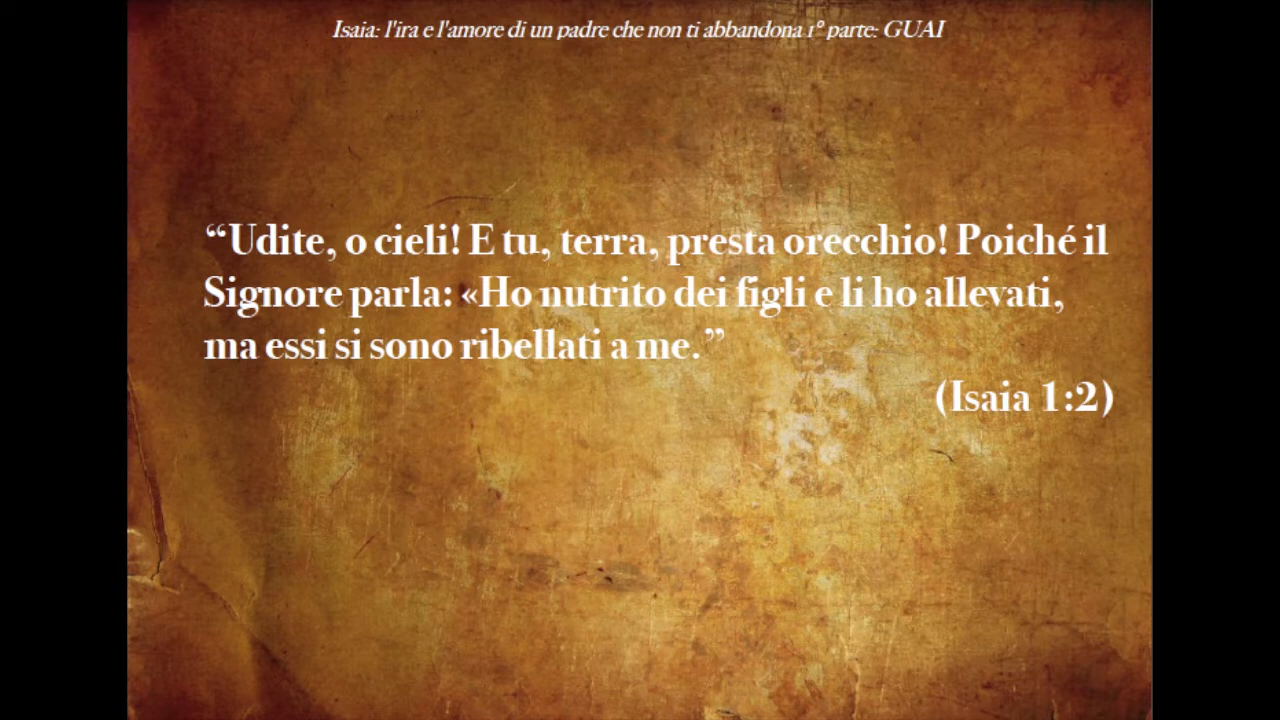 Isaia: l'ira e l'amore di un padre che non ti abbandona 1° parte: GUAI
“Udite, o cieli! E tu, terra, presta orecchio! Poiché il
Signore parla: «Ho nutrito dei figli e li ho allevati,
ma essi si sono ribellati a me.”
(Isaia 1:2)